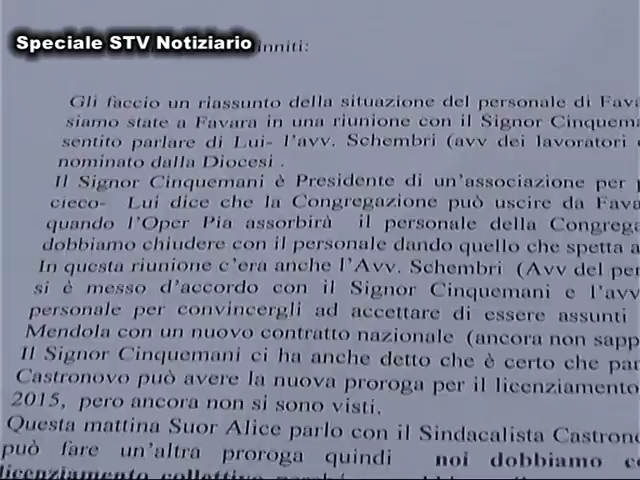 Speciale STV Notiziario
inniti:
Gli faccio un riassunto della situazione del personale di Fava
siamo state a Favara in una riunione con il Signor Cinquema
sentito parlare di Lui- l'avv. Schembri (avv dei lavoratori
nominato dalla Diocesi .
Il Signor Cinquemani è Presidente di un'associazione per
cieco- Lui dice che la Congregazione può uscire da Fava
quando l'Oper Pia assorbirà il personale della Congrega
dobbiamo chiudere con il personale dando quello che spetta a
In questa riunione c'era anche l'Avv. Schembri (Avv del per
si è messo d'accordo con il Signor Cinquemani e l'avv
personale per convincergli ad accettare di essere assunti
Mendola con un nuovo contratto nazionale (ancora non sapp
Il Signor Cinquemani ci ha anche detto che è certo che par
Castronovo può avere la nuova proroga per il licenziamento
2015, pero ancora non si sono visti.
Questa mattina Suor Alice parlo con il Sindacalista Castrono
può fare un'altra proroga quindi noi dobbiamo co
licenziamento collettivo